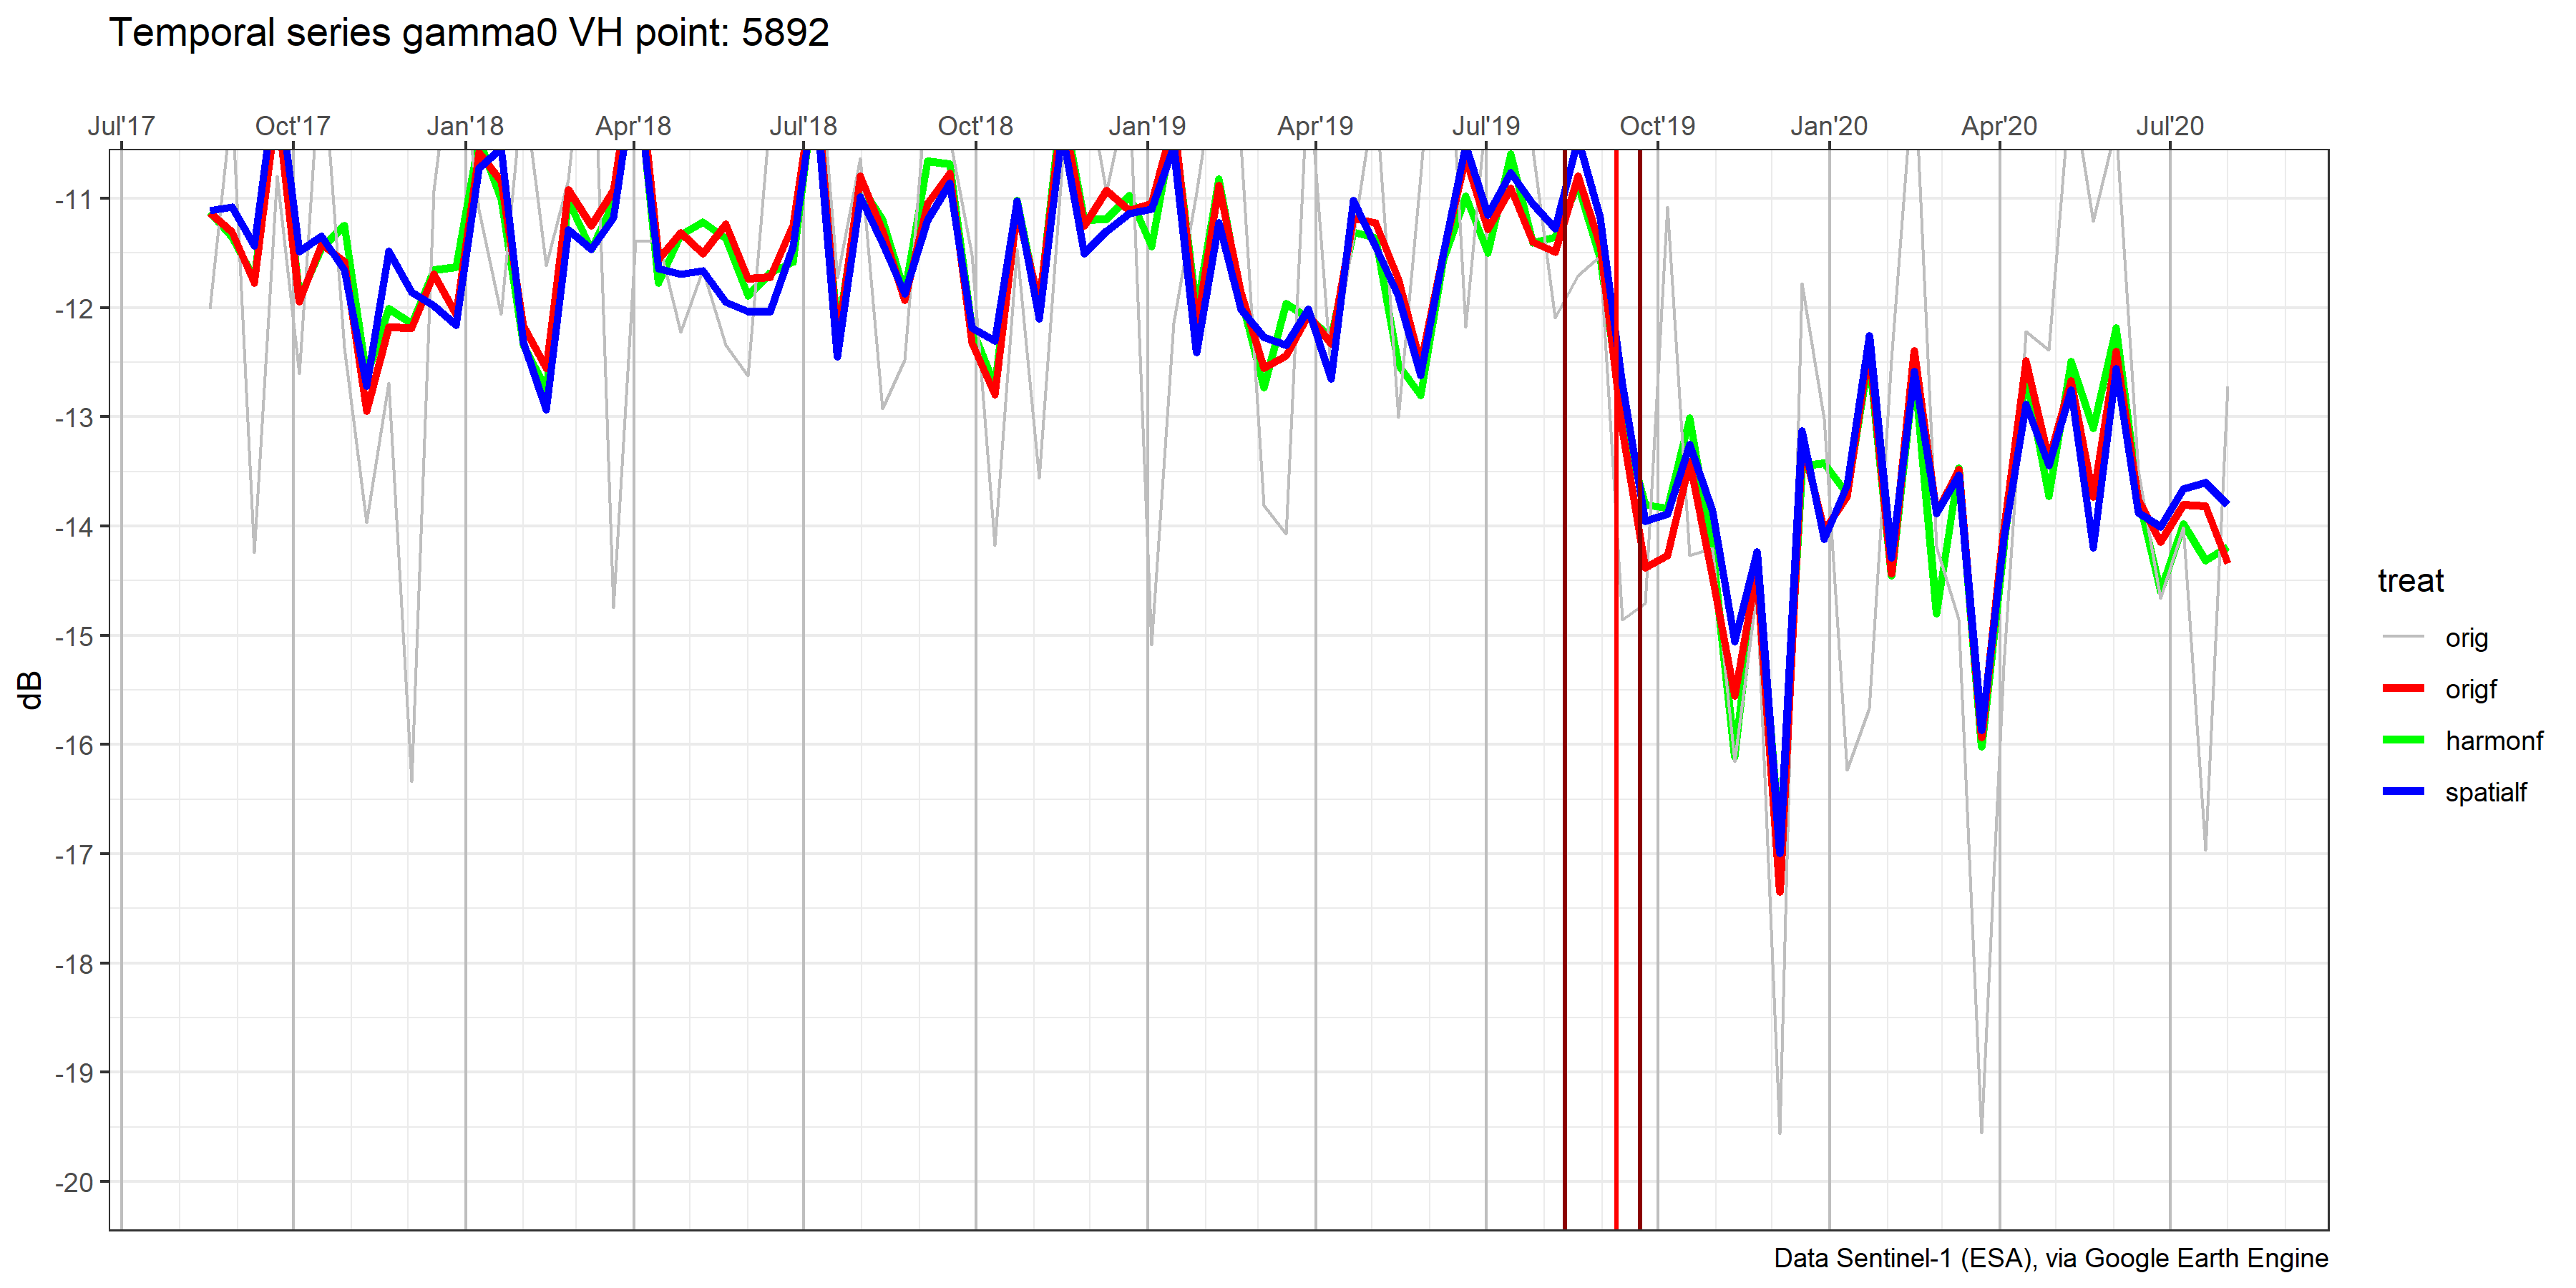 Temporal series gamma0 VH point: 5892
Jul'17 Oct'17 Jan'18 Apr'18 Jul'18 Oct'18 Jan'19 Apr'19 Jul'19 Oct'19 Jan'20 Apr'20 Jul'20
-11
-12
-13
-14
-15
-16
-17
-18
-19
-20
dB
treat
orig
origf
harmonf
spatialf
Data Sentinel-1 (ESA), via Google Earth Engine